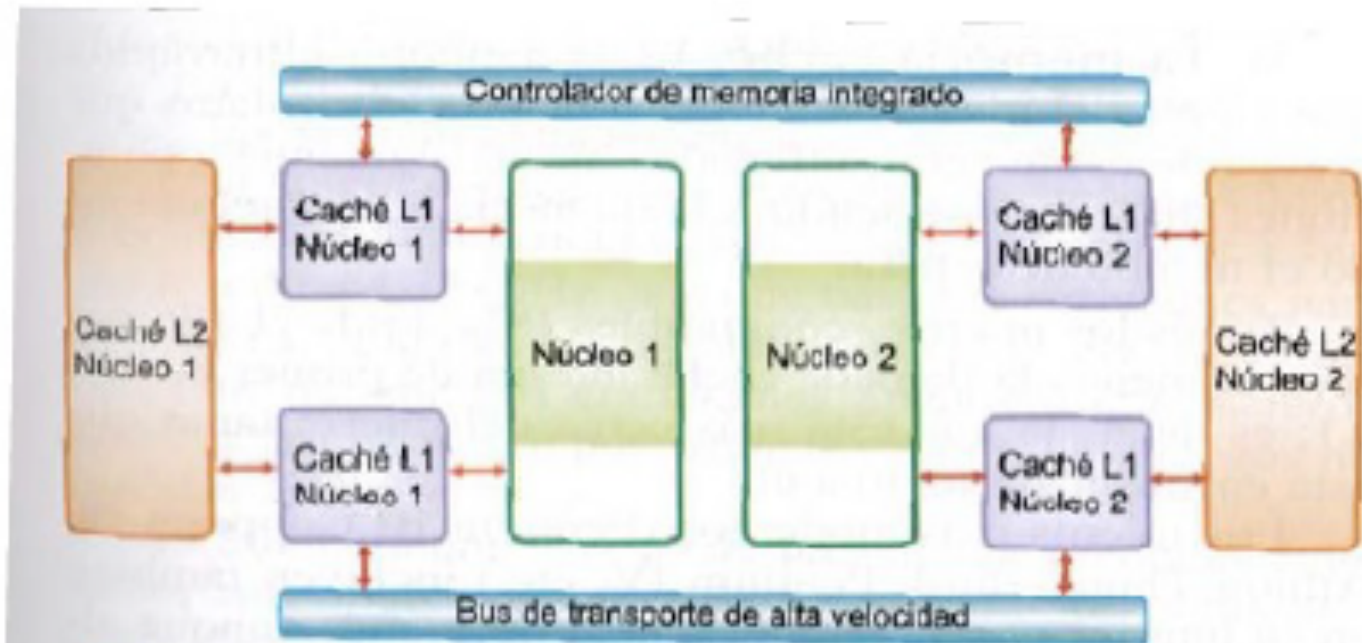 Controlador de memoria integrado
Caché L1
Núcleo 1
Caché L1
Núcleo 2
Caché L2
Núcleo 1
Núcleo 1
Núcleo 2
Caché L2
Núcleo 2
Caché L1
Núcleo 1
Caché L1
Núcleo 2
Bus de transporte de alta velocidad